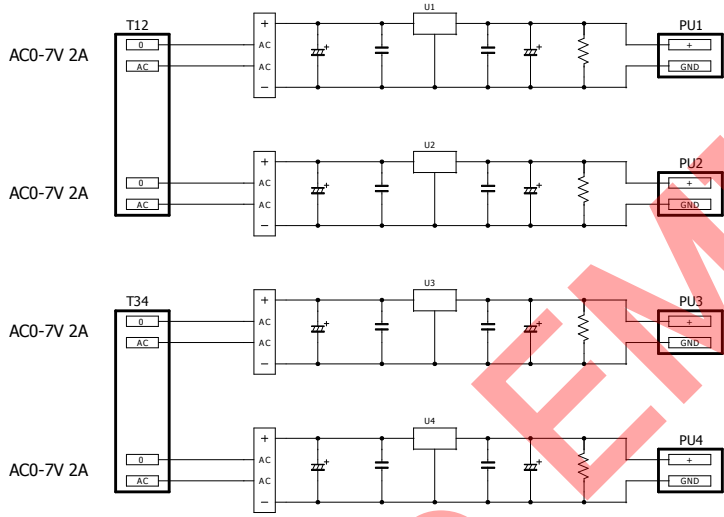 T12 U1 PU1
AC0-7V 2A 0 + AC + + +
AC AC GND
−
U2
AC0-7V 2A 0 + AC + + PU2 +
AC AC GND
−
T34 U3 PU3
AC0-7V 2A 0 + AC + + +
AC AC GND
−
U4
AC0-7V 2A 0 + AC + + PU4 +
AC AC GND
−
EM